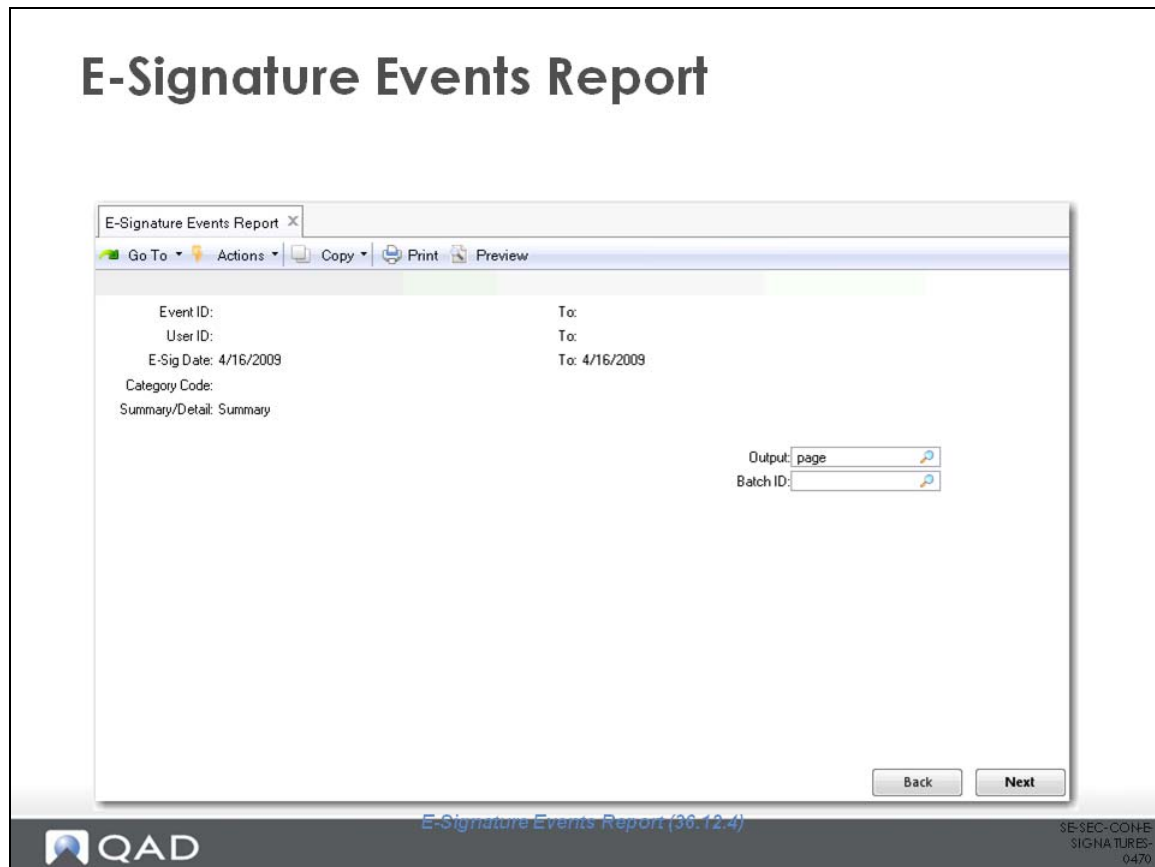 E-Signature Events Report
E-Signature Events Report X
Go To Actions Copy Print Preview
Event ID: To:
User ID: To:
E-Sig Date: 4/16/2009 To: 4/16/2009
Category Code:
Summary/Detail: Summary
Output: page
Batch ID:
Back Next
E-Signature Events Report (36.12.4)
QAD
SE-SEC-CON-E
SIGNATURES-
0470